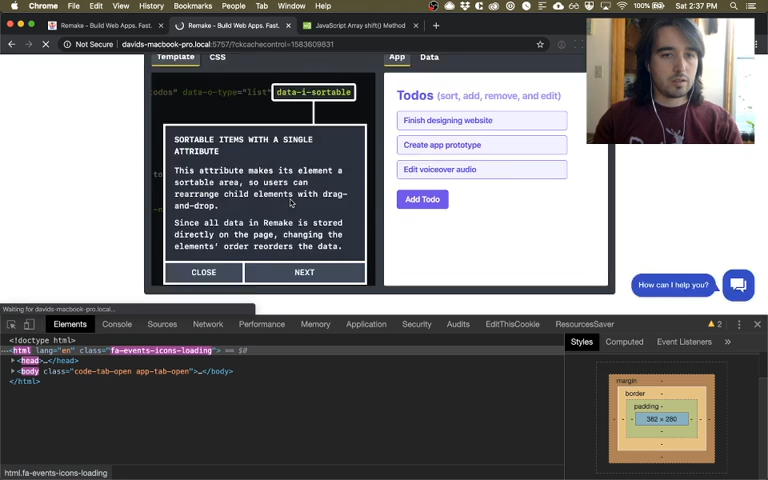 Chrome File Edit View History Bookmarks People Tab Window Help 100% Sat 2:37 PM
Remake - Build Web Apps. Fast. Remake - Build Web Apps. Fast. JavaScript Array shift() Method
Not Secure davids-macbook-pro.local:5757/?ckcachecontrol=1583609831
Template CSS App Data
odos" data-o-type="list" data-i-sortable
SORTABLE ITEMS WITH A SINGLE
ATTRIBUTE
This attribute makes its element a
sortable area, so users can
rearrange child elements with drag-
and-drop.
Since all data in Remake is stored
directly on the page, changing the
elements' order reorders the data.
CLOSE NEXT
Todos (sort, add, remove, and edit)
Finish designing website
Create app prototype
Edit voiceover audio
Add Todo
How can I help you?
Waiting for davids-macbook-pro.local...
Elements Console Sources Network Performance Memory Application Security Audits EditThisCookie ResourcesSaver 2
<!doctype html>
<html lang="en" class="fa-events-icons-loading"> == $0
<head>…</head>
<body class="code-tab-open app-tab-open">…</body>
</html>
html.fa-events-icons-loading
Styles Computed Event Listeners
margin -
border -
padding -
382 × 280